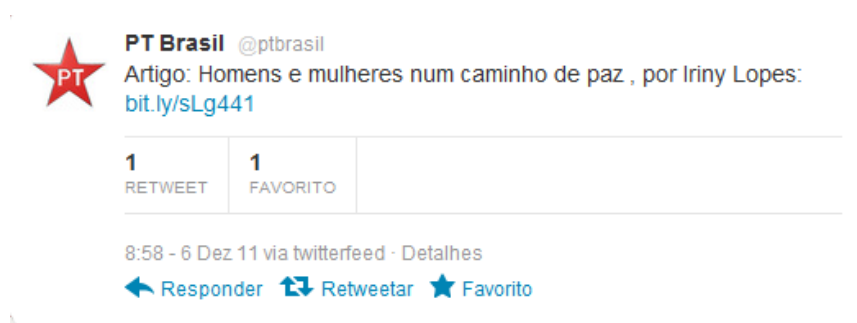 PT Brasil @ptbrasil
PT
Artigo: Homens e mulheres num caminho de paz , por Iriny Lopes:
bit.ly/sLg441
1 1
RETWEET FAVORITO
8:58 - 6 Dez 11 via twitterfeed · Detalhes
Responder Retweetar Favorito